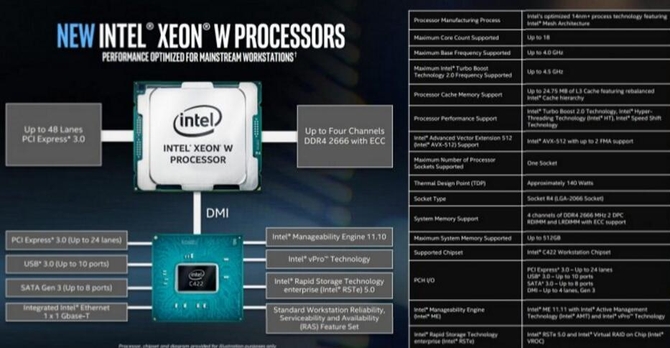 NEW INTEL® XEON® W PROCESSORS
PERFORMANCE OPTIMIZED FOR MAINSTREAM WORKSTATIONS†
Up to 48 Lanes
PCI Express® 3.0
intel
INTEL® XEON® W
PROCESSOR
Up to Four Channels
DDR4 2666 with ECC
DMI
PCI Express® 3.0 (Up to 24 lanes)
USB® 3.0 (Up to 10 ports)
SATA Gen 3 (Up to 8 ports)
Integrated Intel® Ethernet
1 x 1 Gbase-T
intel
C422
Intel® Manageability Engine 11.10
Intel® vPro™ Technology
Intel® Rapid Storage Technology
enterprise (Intel® RSTe) 5.0
Standard Workstation Reliability,
Serviceability and Availability
(RAS) Feature Set
Processor, chipset and diagram provided for illustration purposes only.
Processor Manufacturing Process
Intel's optimized 14nm+ process technology featuring
Intel® Mesh Architecture
Maximum Core Count Supported
Up to 18
Maximum Base Frequency Supported
Up to 4.0 GHz
Maximum Intel® Turbo Boost
Technology 2.0 Frequency Supported
Up to 4.5 GHz
Processor Cache Memory Support
Up to 24.75 MB of L3 Cache featuring rebalanced
Intel® Cache hierarchy
Processor Performance Support
Intel® Turbo Boost 2.0 Technology, Intel® Hyper-
Threading Technology (Intel® HT), Intel® Speed Shift
Technology
Intel® Advanced Vector Extension 512
(Intel® AVX-512) Support
Intel® AVX-512 with up to 2 FMA support
Maximum Number of Processor
Sockets Supported
One Socket
Thermal Design Point (TDP)
Approximately 140 Watts
Socket Type
Socket R4 (LGA-2066 Socket)
System Memory Support
4 channels of DDR4 2666 MHz 2 DPC
RDIMM and LRDIMM with ECC support
Maximum System Memory Supported
Up to 512GB
Supported Chipset
Intel® C422 Workstation Chipset
PCH I/O
PCI Express® 3.0 – Up to 24 lanes
USB® 3.0 – Up to 10 ports
SATA® 3.0 – Up to 8 ports
DMI – Up to 4 lanes, Gen 3
Intel® Manageability Engine
(Intel® ME)
Intel® ME 11.11 with Intel® Active Management
Technology (Intel® AMT) and Intel® vPro™ Technology
Intel® Rapid Storage Technology
enterprise (Intel® RSTe)
Intel® RSTe 5.0 and Intel® Virtual RAID on Chip (Intel®
VROC)